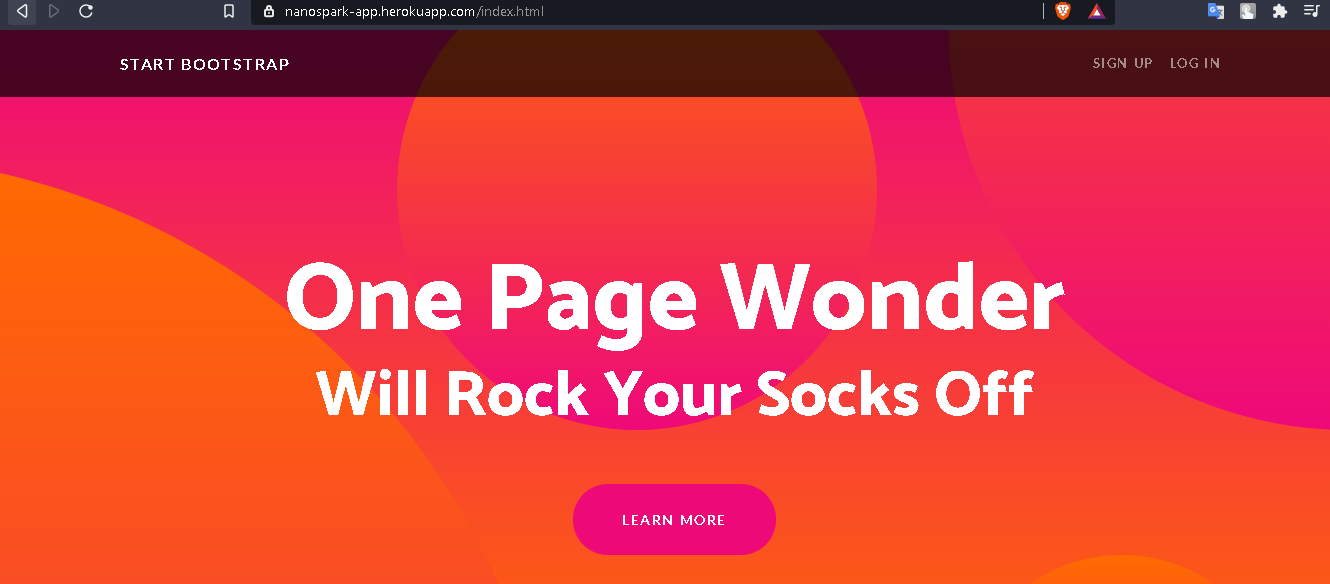 nanospark-app.herokuapp.com/index.html
START BOOTSTRAP
SIGN UP LOG IN
One Page Wonder
Will Rock Your Socks Off
LEARN MORE